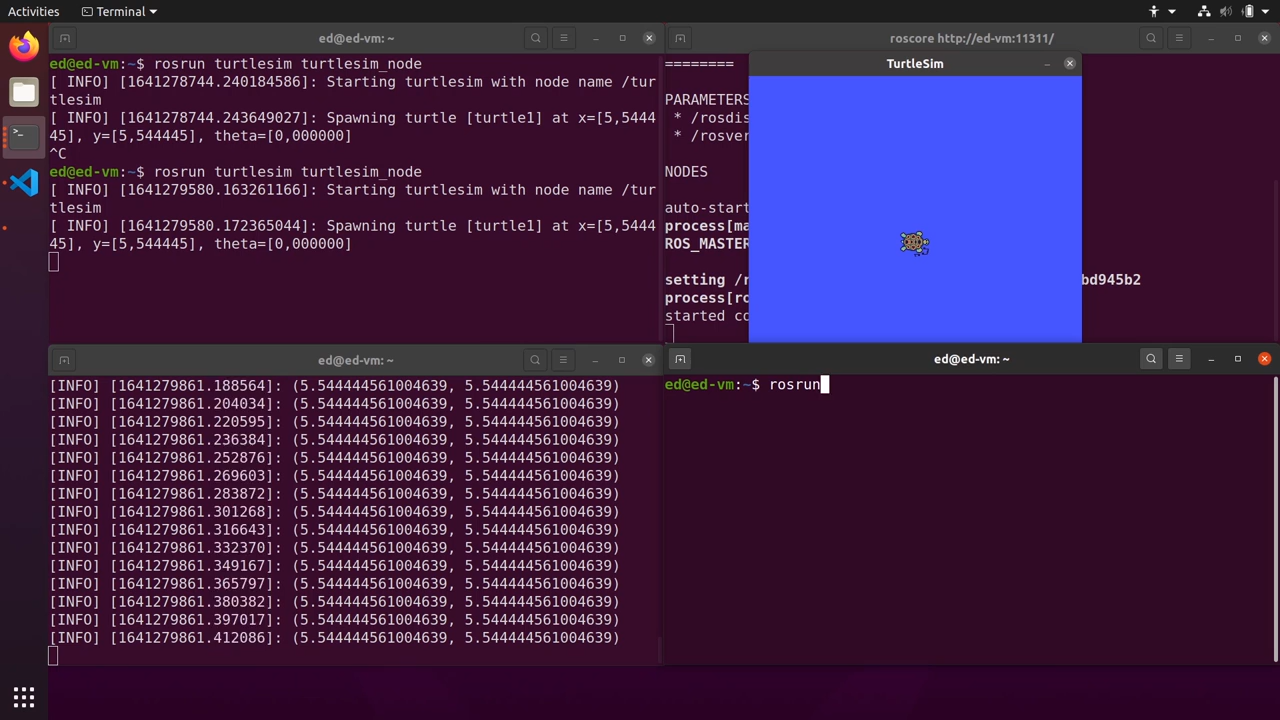 Activities
Terminal
ed@ed-vm: ~
ed@ed-vm:~$ rosrun turtlesim turtlesim_node
[ INFO] [1641278744.240184586]: Starting turtlesim with node name /tur
tlesim
[ INFO] [1641278744.243649027]: Spawning turtle [turtle1] at x=[5,5444
45], y=[5,544445], theta=[0,000000]
^C
ed@ed-vm:~$ rosrun turtlesim turtlesim_node
[ INFO] [1641279580.163261166]: Starting turtlesim with node name /tur
tlesim
[ INFO] [1641279580.172365044]: Spawning turtle [turtle1] at x=[5,5444
45], y=[5,544445], theta=[0,000000]
roscore http://ed-vm:11311/
========
PARAMETERS
* /rosdis
* /rosver
NODES
auto-start
process[ma
ROS_MASTER
setting /r
bd945b2
process[ro
started co
TurtleSim
ed@ed-vm: ~
[INFO] [1641279861.188564]: (5.544444561004639, 5.544444561004639)
[INFO] [1641279861.204034]: (5.544444561004639, 5.544444561004639)
[INFO] [1641279861.220595]: (5.544444561004639, 5.544444561004639)
[INFO] [1641279861.236384]: (5.544444561004639, 5.544444561004639)
[INFO] [1641279861.252876]: (5.544444561004639, 5.544444561004639)
[INFO] [1641279861.269603]: (5.544444561004639, 5.544444561004639)
[INFO] [1641279861.283872]: (5.544444561004639, 5.544444561004639)
[INFO] [1641279861.301268]: (5.544444561004639, 5.544444561004639)
[INFO] [1641279861.316643]: (5.544444561004639, 5.544444561004639)
[INFO] [1641279861.332370]: (5.544444561004639, 5.544444561004639)
[INFO] [1641279861.349167]: (5.544444561004639, 5.544444561004639)
[INFO] [1641279861.365797]: (5.544444561004639, 5.544444561004639)
[INFO] [1641279861.380382]: (5.544444561004639, 5.544444561004639)
[INFO] [1641279861.397017]: (5.544444561004639, 5.544444561004639)
[INFO] [1641279861.412086]: (5.544444561004639, 5.544444561004639)
ed@ed-vm: ~
ed@ed-vm:~$ rosrun